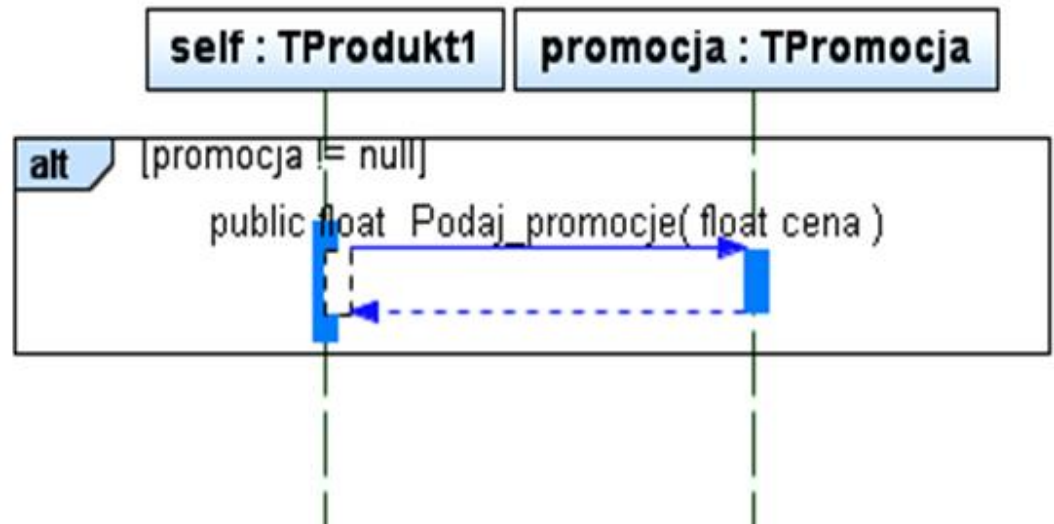 self : TProdukt1
promocja : TPromocja
alt
[promocja != null]
public float Podaj_promocje( float cena )